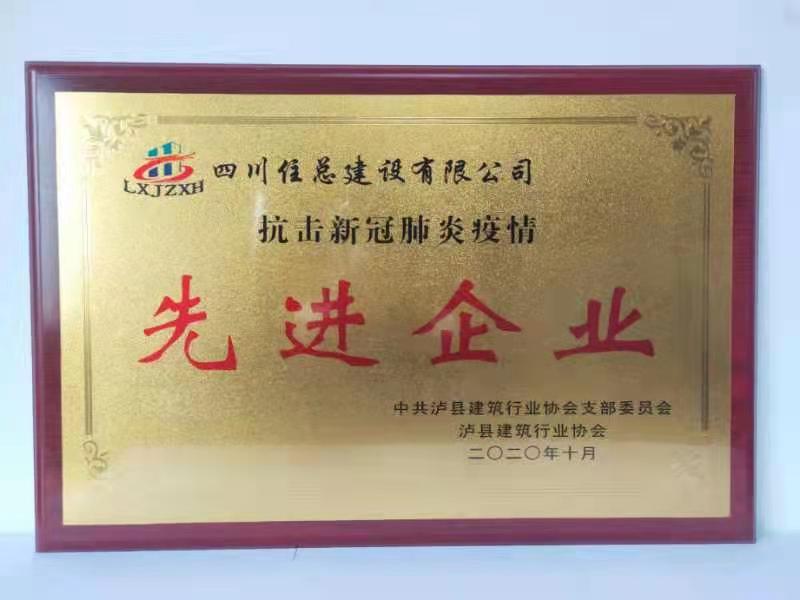 LXJZXH
四川住总建设有限公司
抗击新冠肺炎疫情
先进企业
中共泸县建筑行业协会支部委员会
泸县建筑行业协会
二〇二〇年十月